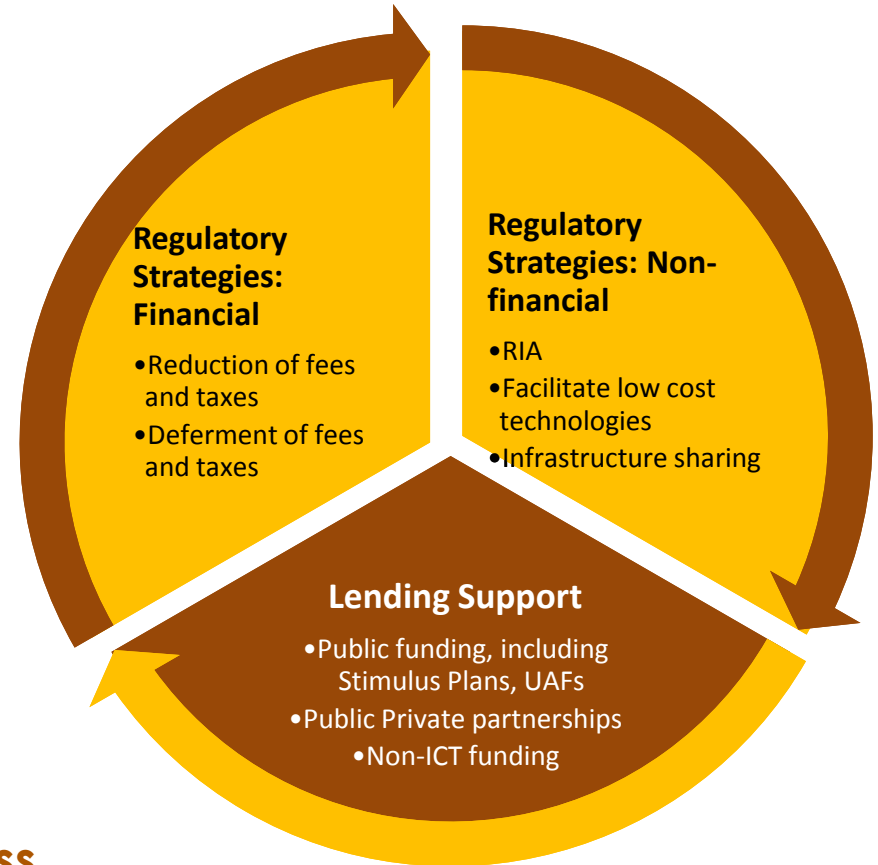 Regulatory
Strategies:
Financial
•Reduction of fees
and taxes
•Deferment of fees
and taxes
Regulatory
Strategies: Non-
financial
•RIA
•Facilitate low cost
technologies
•Infrastructure sharing
Lending Support
•Public funding, including
Stimulus Plans, UAFs
•Public Private partnerships
•Non-ICT funding